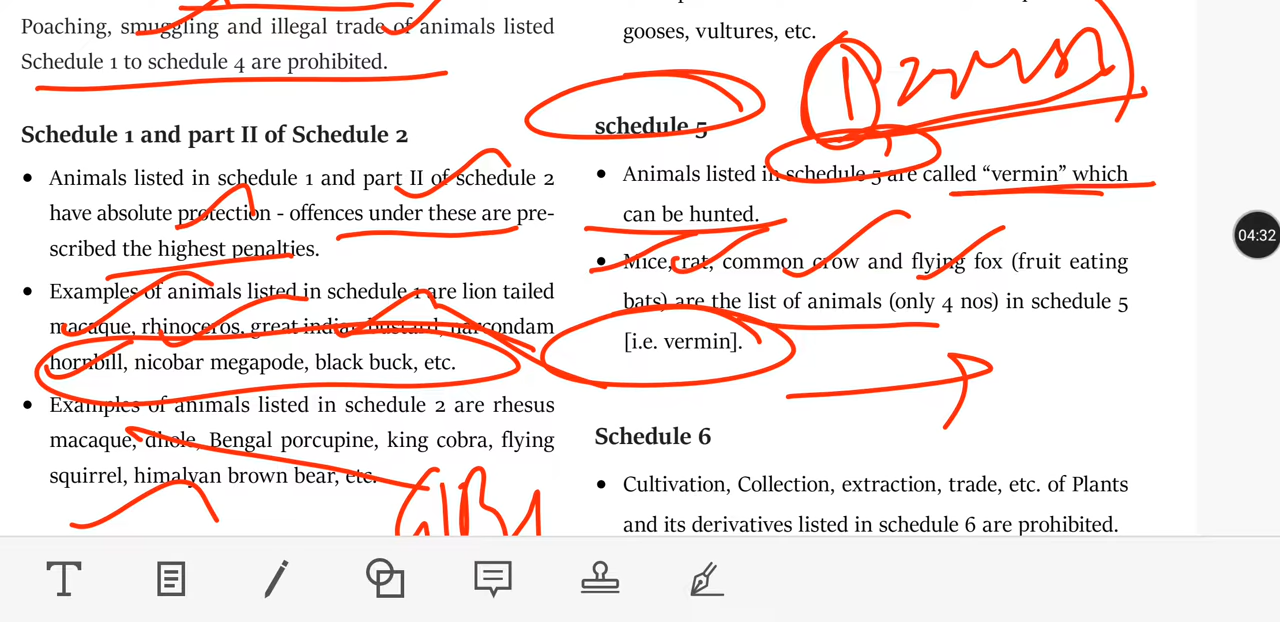 Poaching, smuggling and illegal trade of animals listed
Schedule 1 to schedule 4 are prohibited.
Schedule 1 and part II of Schedule 2
• Animals listed in schedule 1 and part II of schedule 2
have absolute protection - offences under these are pre-
scribed the highest penalties.
• Examples of animals listed in schedule 1 are lion tailed
macaque, rhinoceros, great indian bustard, narcondam
hornbill, nicobar megapode, black buck, etc.
• Examples of animals listed in schedule 2 are rhesus
macaque, dhole, Bengal porcupine, king cobra, flying
squirrel, himalyan brown bear, etc.
gooses, vultures, etc.
schedule 5
• Animals listed in schedule 5 are called “vermin” which
can be hunted.
• Mice, rat, common crow and flying fox (fruit eating
bats) are the list of animals (only 4 nos) in schedule 5
[i.e. vermin].
Schedule 6
• Cultivation, Collection, extraction, trade, etc. of Plants
and its derivatives listed in schedule 6 are prohibited.
04:32